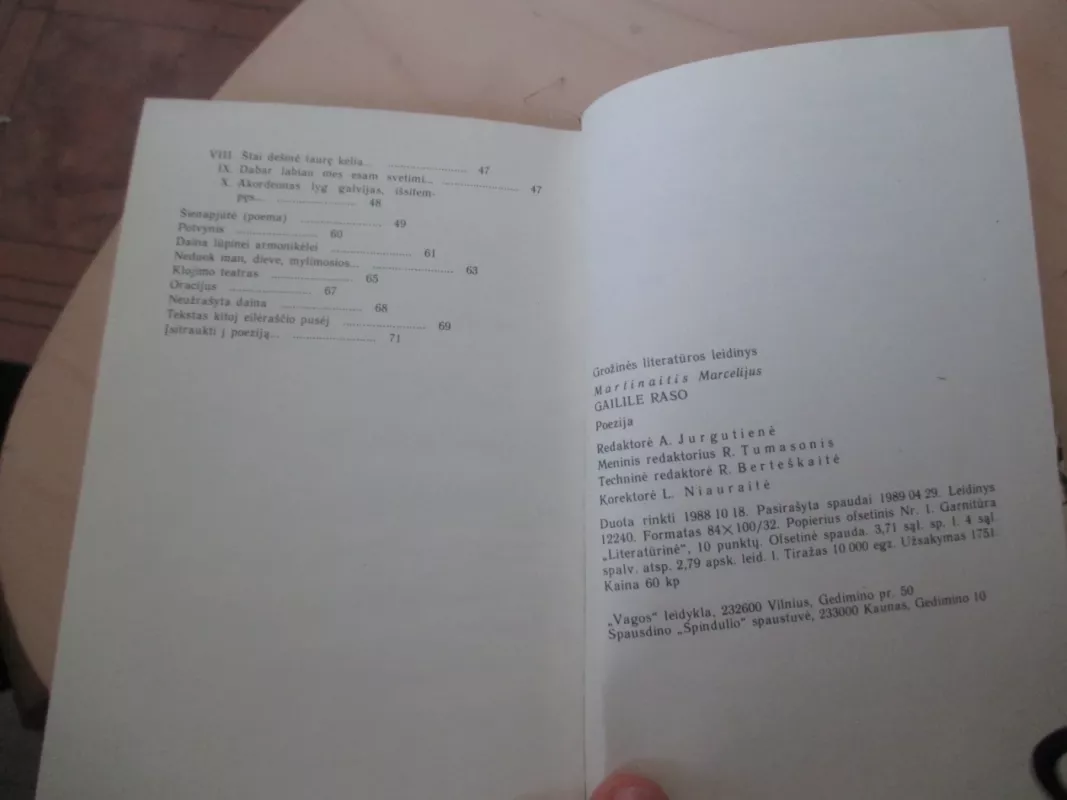 VIII. Štai dešinė taurę kelia... 47
IX. Dabar labiau mes esam svetimi... 47
X. Akordeonas lyg galvijas, išsitem-
pęs... 48
Šienapjūtė (poema) 49
Potvynis 60
Daina lūpinei armonikėlei 61
Neduok man, dieve, mylimosios... 63
Klojimo teatras 65
Oracijus 67
Neužrašyta daina 68
Tekstas kitoj eilėraščio pusėj 69
Įsitraukti į poeziją... 71
Grožinės literatūros leidinys
Martinaitis Marcelijus
GAILILE RASO
Poezija
Redaktorė A. Jurgutienė
Meninis redaktorius R. Tumasonis
Techninė redaktorė R. Berteškaitė
Korektorė L. Niauraitė
Duota rinkti 1988 10 18. Pasirašyta spaudai 1989 04 29. Leidinys
12240. Formatas 84×100/32. Popierius ofsetinis Nr. 1. Garnitūra
„Literatūrinė“, 10 punktų. Ofsetinė spauda. 3,71 sąl. sp. l. 4 sąl.
spalv. atsp. 2,79 apsk. leid. l. Tiražas 10 000 egz. Užsakymas 1751.
Kaina 60 kp
„Vagos“ leidykla, 232600 Vilnius, Gedimino pr. 50
Spausdino „Spindulio“ spaustuvė, 233000 Kaunas, Gedimino 10